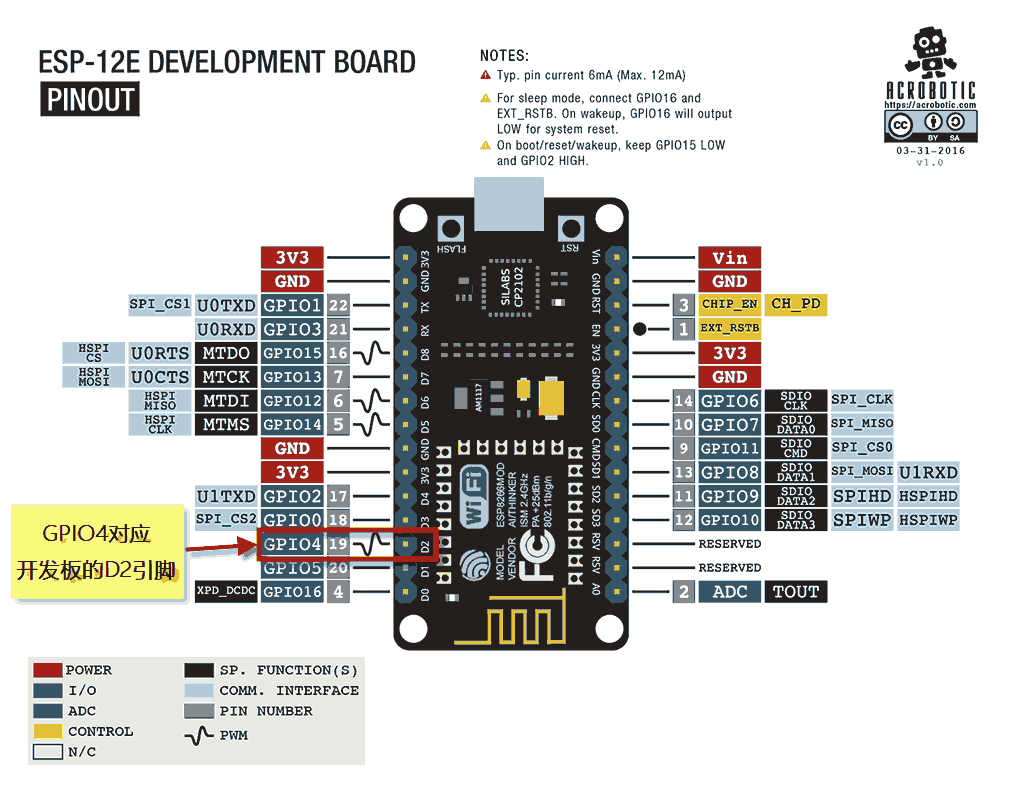 ESP-12E DEVELOPMENT BOARD
PINOUT
NOTES:
Typ. pin current 6mA (Max. 12mA)
For sleep mode, connect GPIO16 and
EXT_RSTB. On wakeup, GPIO16 will output
LOW for system reset.
On boot/reset/wakeup, keep GPIO15 LOW
and GPIO2 HIGH.
ACROBOTIC
https://acrobotic.com
cc BY SA
03-31-2016
v1.0
FLASH
RST
SILABS
CP2102
AM1117
3V3 3V3
GND GND
SPI_CS1 U0TXD GPIO1 22 TX
U0RXD GPIO3 21 RX
HSPI CS U0RTS MTDO GPIO15 16 D8
HSPI MOSI U0CTS MTCK GPIO13 7 D7
HSPI MISO MTDI GPIO12 6 D6
HSPI CLK MTMS GPIO14 5 D5
GND GND
3V3 3V3
U1TXD GPIO2 17 D4
SPI_CS2 GPIO0 18 D3
GPIO4 19 D2
GPIO5 20 D1
XPD_DCDC GPIO16 4 D0
GPIO4对应
开发板的D2引脚
Vin Vin
GND GND
RST 3 CHIP_EN CH_PD
EN 1 EXT_RSTB
3V3 3V3
GND GND
CLK 14 GPIO6 SDIO CLK SPI_CLK
SD0 10 GPIO7 SDIO DATA0 SPI_MISO
CMD 9 GPIO11 SDIO CMD SPI_CS0
SD1 13 GPIO8 SDIO DATA1 SPI_MOSI U1RXD
SD2 11 GPIO9 SDIO DATA2 SPIHD HSPIHD
SD3 12 GPIO10 SDIO DATA3 SPIWP HSPIWP
RSV RESERVED
RSV RESERVED
A0 2 ADC TOUT
WiFi
MODEL
VENDOR
ESP8266MOD
AI/THINKER
ISM 2.4GHz
PA +25dBm
802.11b/g/n
FC
POWER
I/O
ADC
CONTROL
N/C
SP. FUNCTION(S)
COMM. INTERFACE
PIN NUMBER
PWM